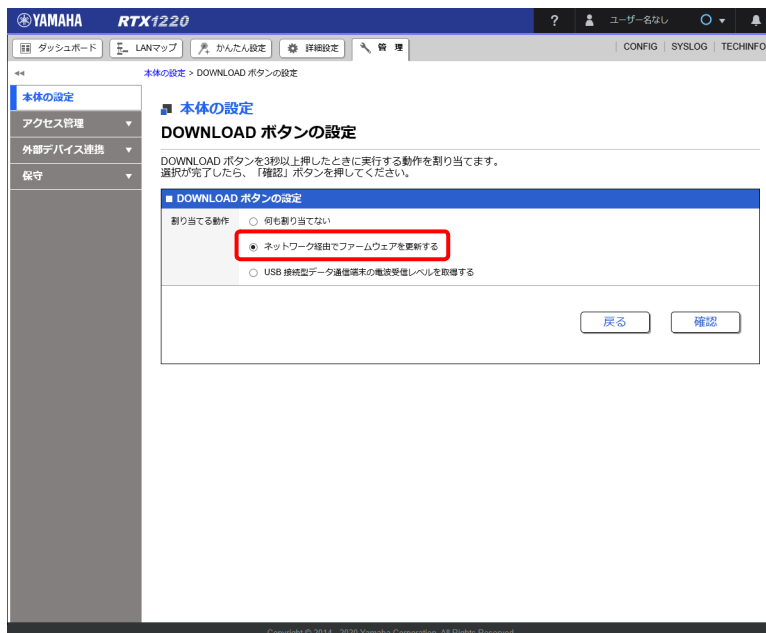 YAMAHA RTX1220 ? ユーザー名なし
ダッシュボード LANマップ かんたん設定 詳細設定 管 理 CONFIG SYSLOG TECHINFO
本体の設定 > DOWNLOAD ボタンの設定
本体の設定
アクセス管理
外部デバイス連携
保守
本体の設定
DOWNLOAD ボタンの設定
DOWNLOAD ボタンを3秒以上押したときに実行する動作を割り当てます。
選択が完了したら、「確認」ボタンを押してください。
■ DOWNLOAD ボタンの設定
割り当てる動作 何も割り当てない
ネットワーク経由でファームウェアを更新する
USB 接続型データ通信端末の電波受信レベルを取得する
戻る 確認
Copyright © 2014 - 2020 Yamaha Corporation. All Rights Reserved.